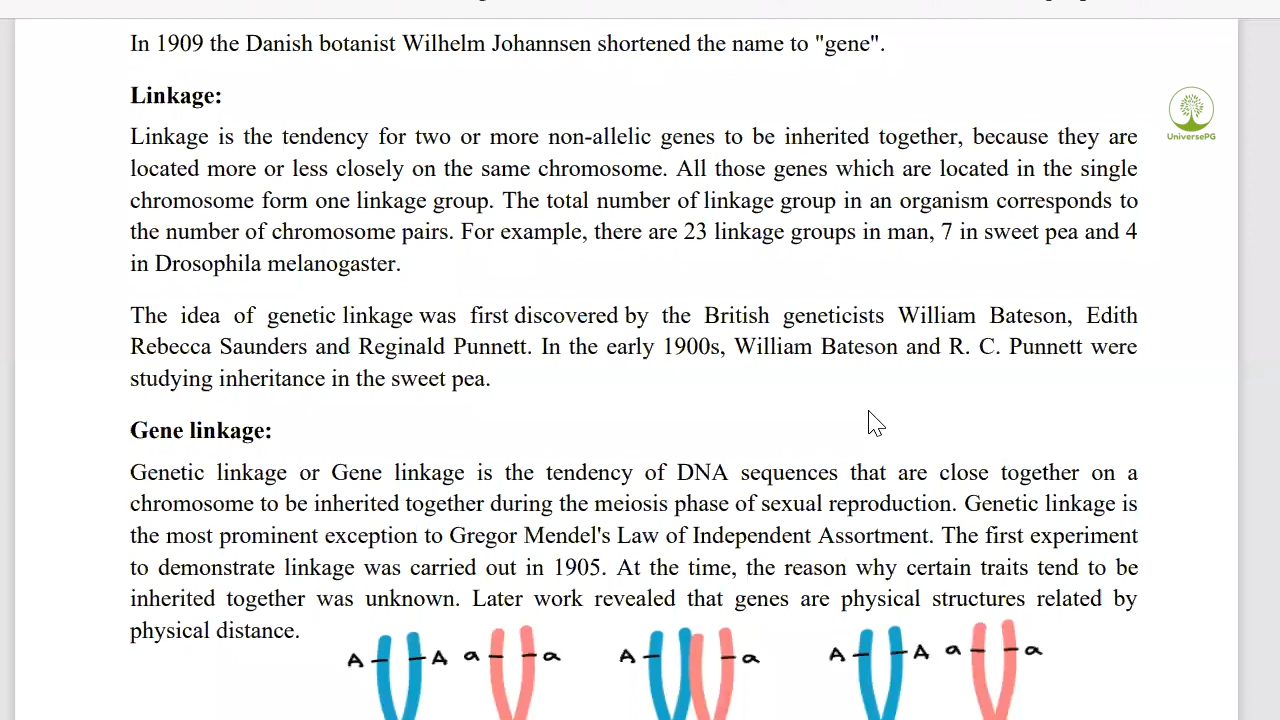 In 1909 the Danish botanist Wilhelm Johannsen shortened the name to "gene".
Linkage:
UniversePG
Linkage is the tendency for two or more non-allelic genes to be inherited together, because they are
located more or less closely on the same chromosome. All those genes which are located in the single
chromosome form one linkage group. The total number of linkage group in an organism corresponds to
the number of chromosome pairs. For example, there are 23 linkage groups in man, 7 in sweet pea and 4
in Drosophila melanogaster.
The idea of genetic linkage was first discovered by the British geneticists William Bateson, Edith
Rebecca Saunders and Reginald Punnett. In the early 1900s, William Bateson and R. C. Punnett were
studying inheritance in the sweet pea.
Gene linkage:
Genetic linkage or Gene linkage is the tendency of DNA sequences that are close together on a
chromosome to be inherited together during the meiosis phase of sexual reproduction. Genetic linkage is
the most prominent exception to Gregor Mendel's Law of Independent Assortment. The first experiment
to demonstrate linkage was carried out in 1905. At the time, the reason why certain traits tend to be
inherited together was unknown. Later work revealed that genes are physical structures related by
physical distance.
A A a a A a A A a a